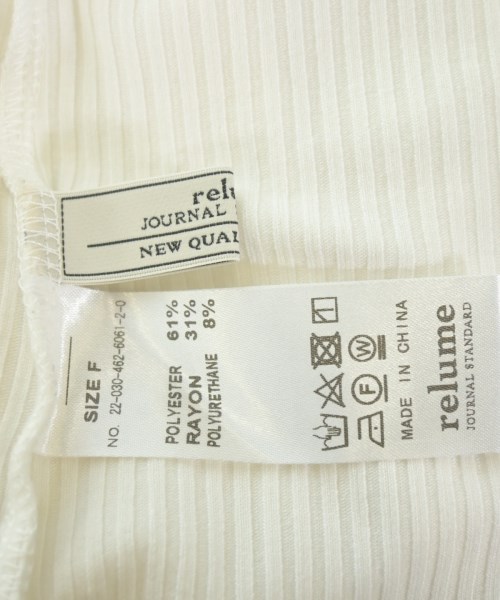 relu
JOURNAL
NEW QUAL
SIZE F
NO. 22-030-462-6061-2-0
POLYESTER 61%
RAYON 31%
POLYURETHANE 8%
F W
MADE IN CHINA
relume
JOURNAL STANDARD